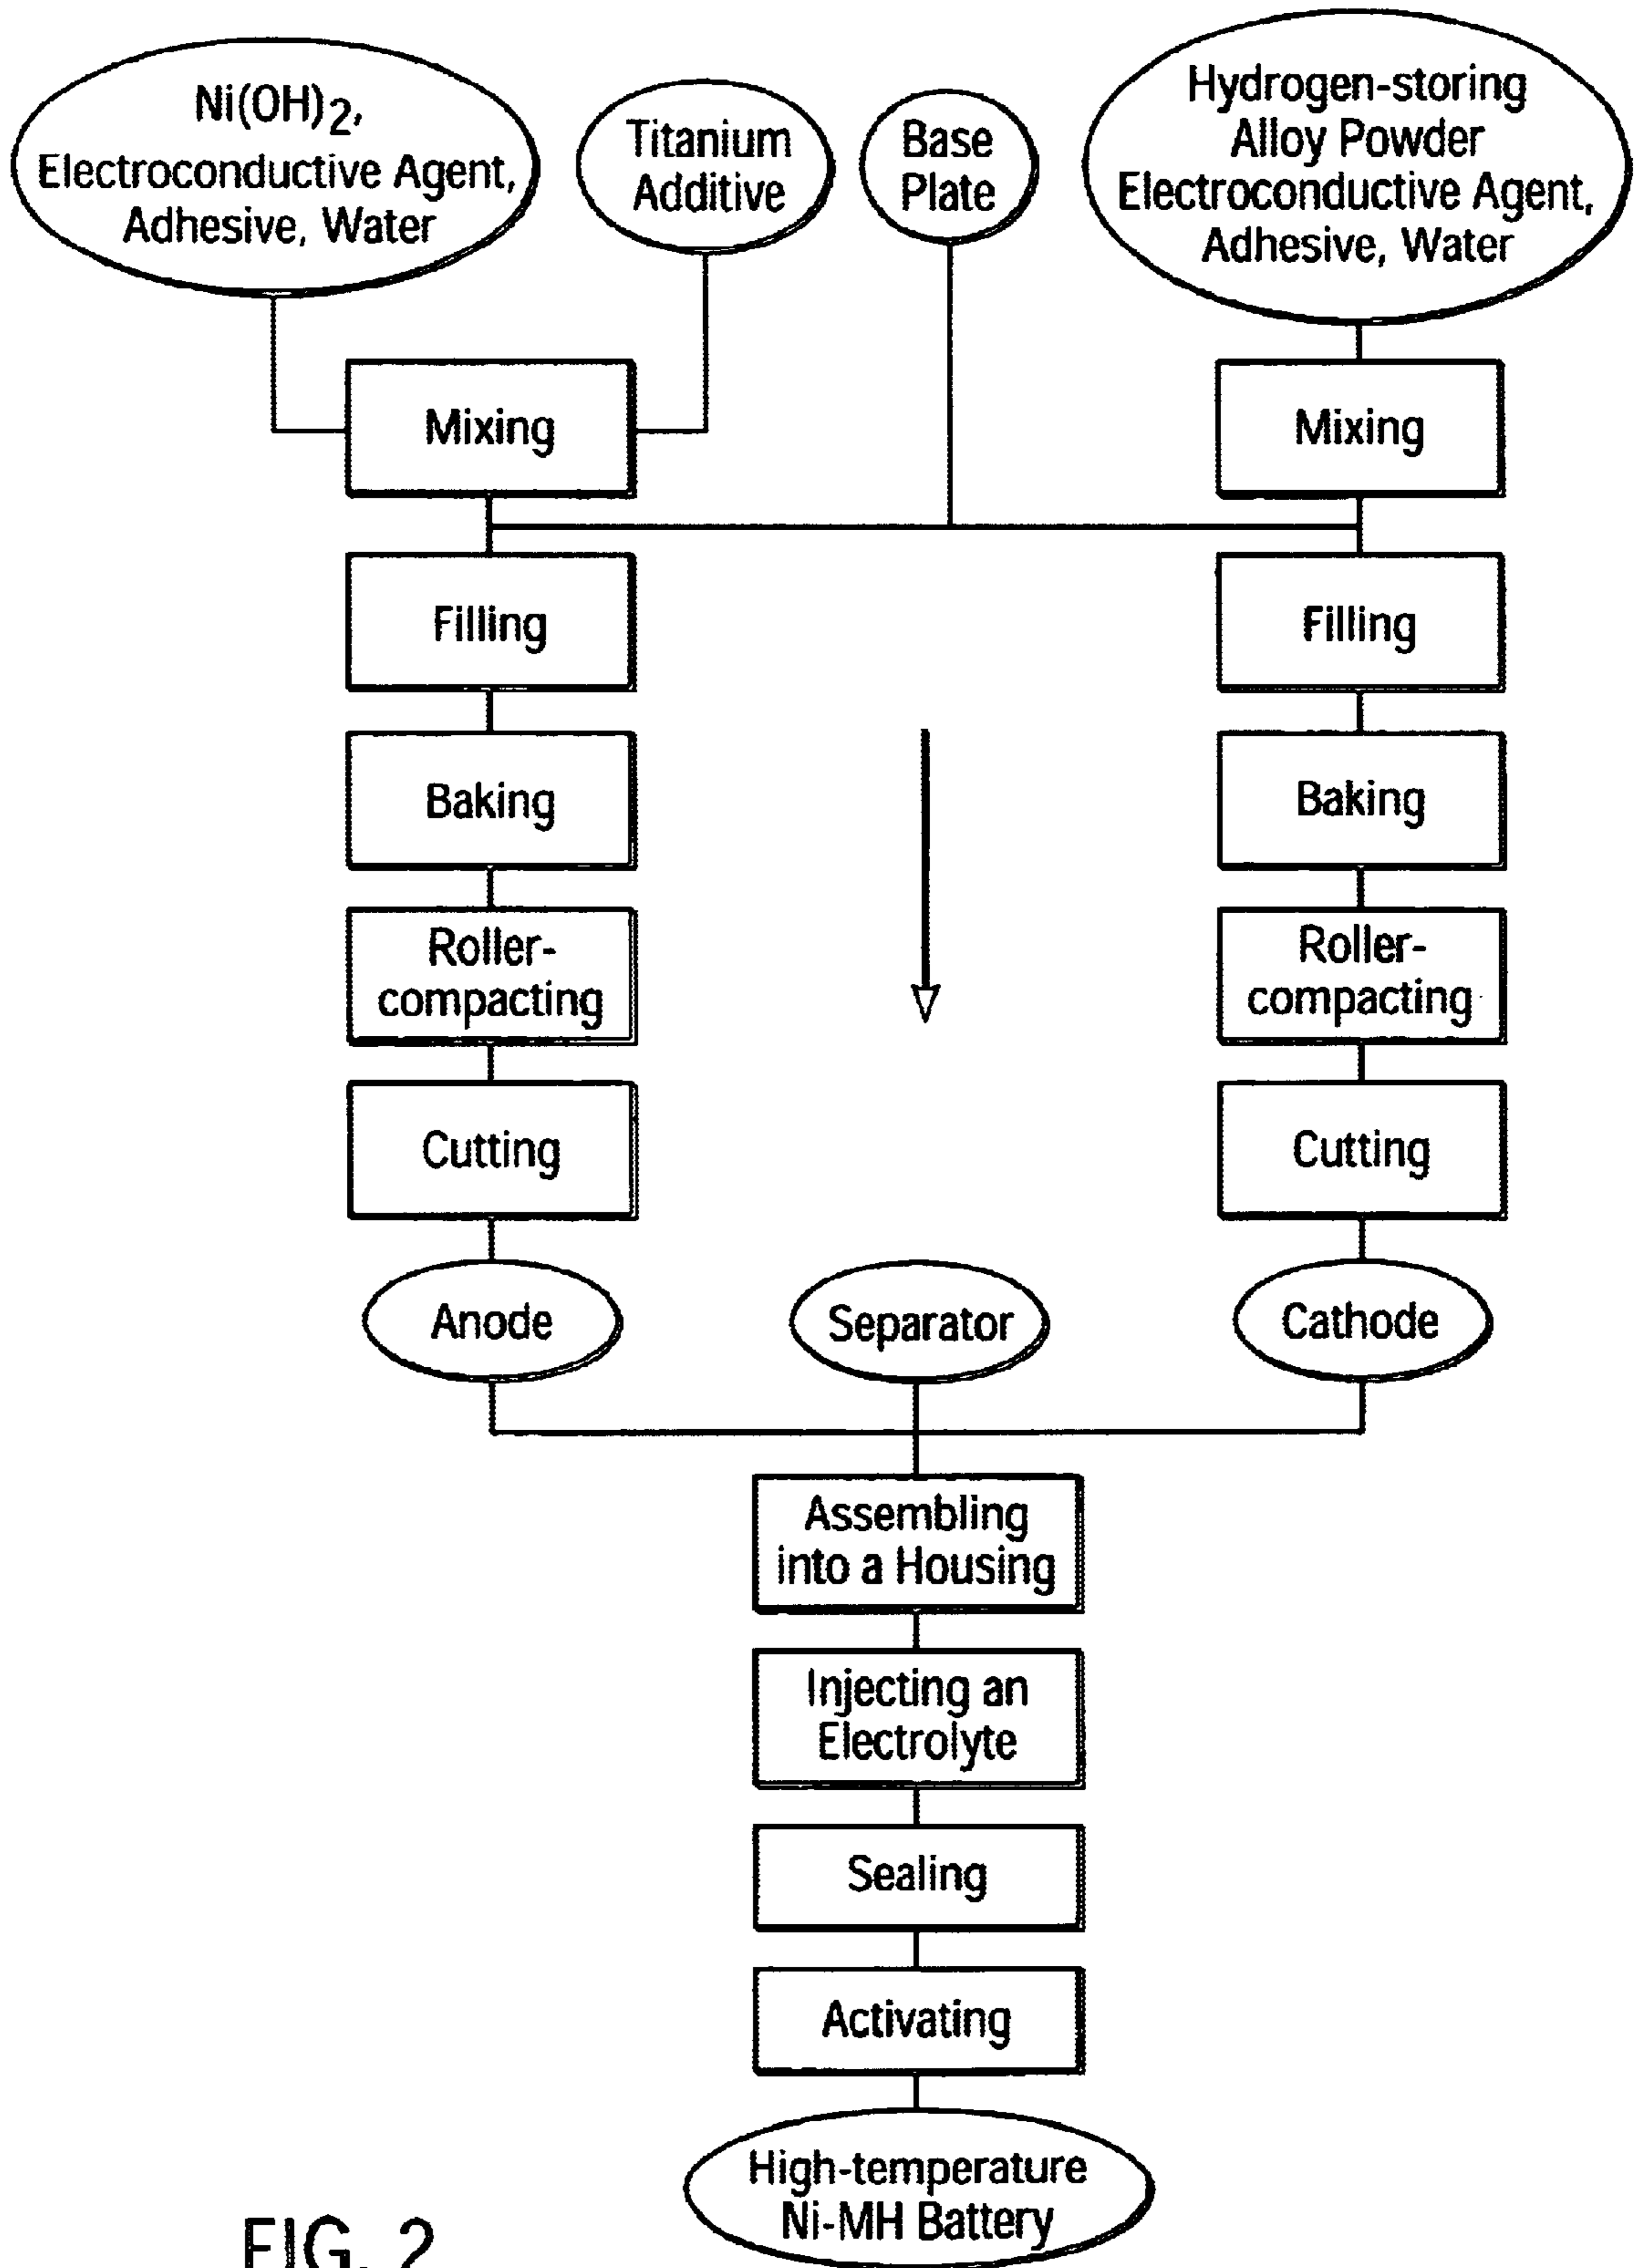 Ni(OH)2,
Electroconductive Agent,
Adhesive, Water
Titanium
Additive
Base
Plate
Hydrogen-storing
Alloy Powder
Electroconductive Agent,
Adhesive, Water
Mixing
Mixing
Filling
Filling
Baking
Baking
Roller-
compacting
Roller-
compacting
Cutting
Cutting
Anode
Separator
Cathode
Assembling
into a Housing
Injecting an
Electrolyte
Sealing
Activating
High-temperature
Ni-MH Battery
FIG. 2